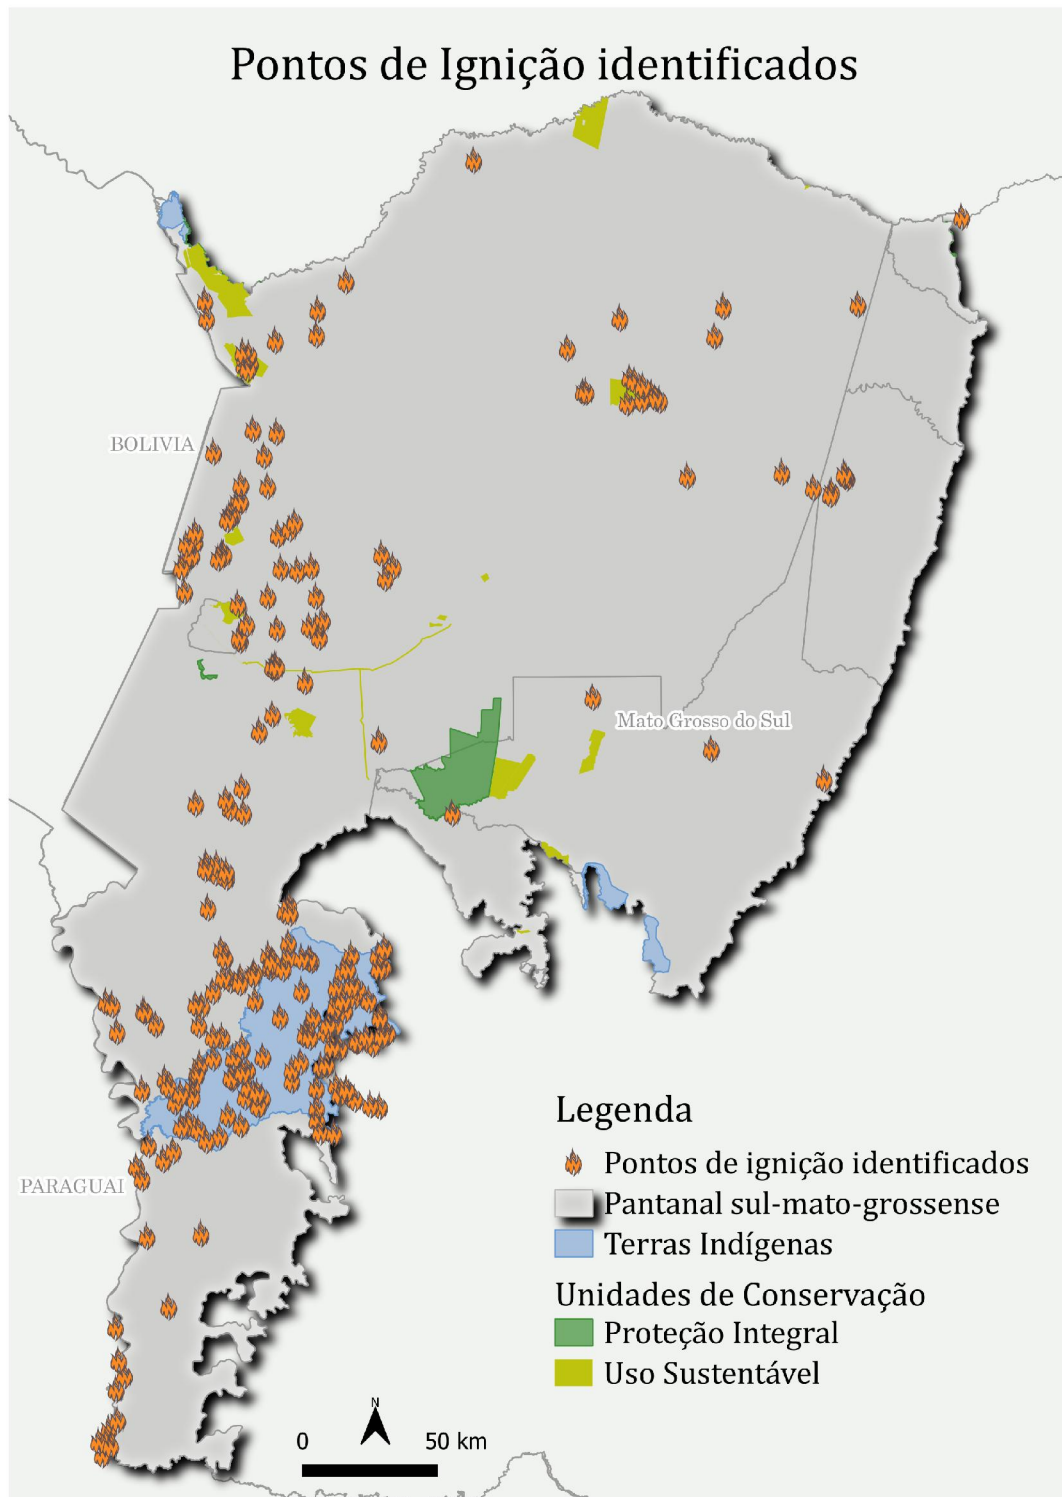 Pontos de Ignição identificados
BOLIVIA
Mato Grosso do Sul
PARAGUAI
Legenda
Pontos de ignição identificados
Pantanal sul-mato-grossense
Terras Indígenas
Unidades de Conservação
Proteção Integral
Uso Sustentável
N
0 50 km